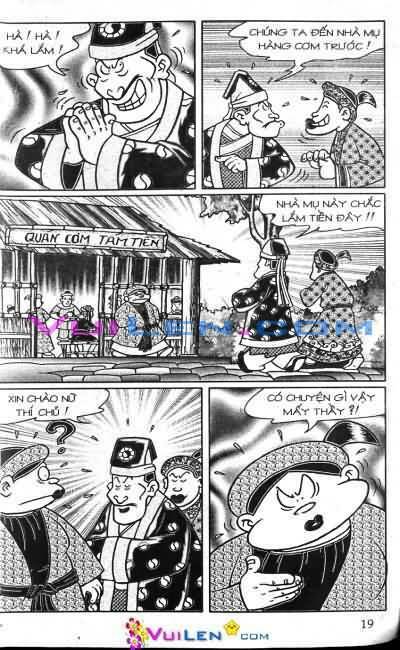 HÀ ! HÀ !
KHÁ LẮM !
CHÚNG TA ĐẾN NHÀ MỤ
HÀNG CƠM TRƯỚC !
NHÀ MỤ NÀY CHẮC
LẮM TIỀN ĐÂY !!
QUÁN CƠM TAM TIÊN
VUILEN.COM
XIN CHÀO NỮ
THÍ CHỦ !
?
CÓ CHUYỆN GÌ VẬY
MẤY THẦY ?!
19
VUILEN.COM